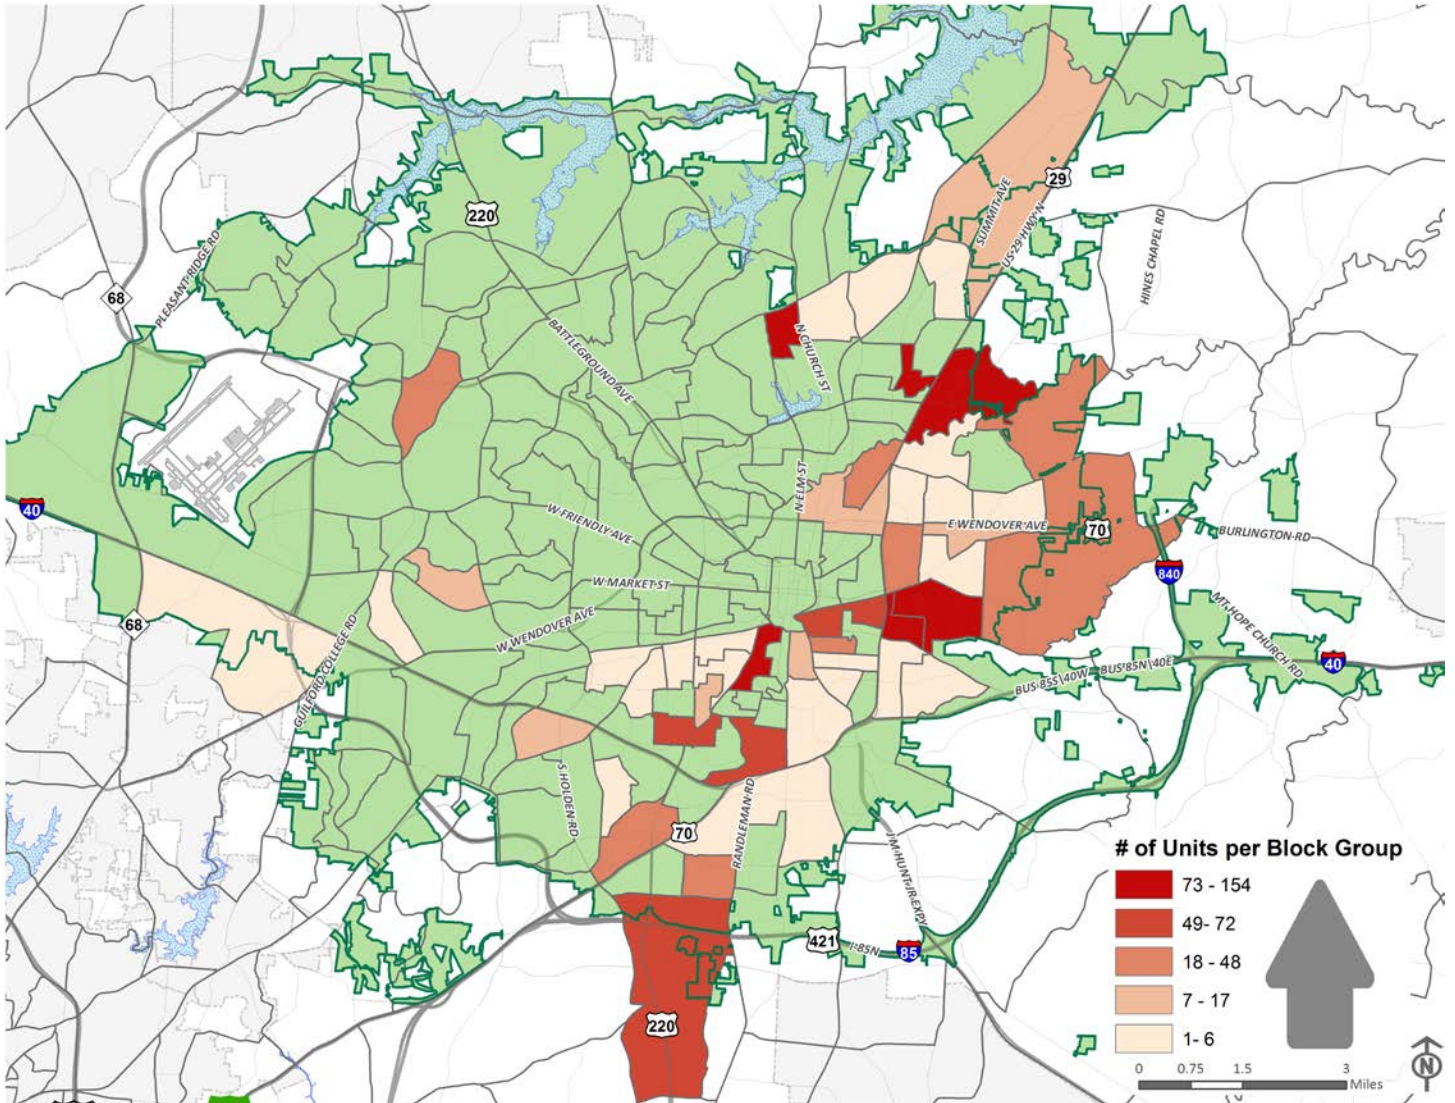 29
SUMMIT AVE
US 29 HWY N
HINES CHAPEL RD
220
PLEASANT RIDGE RD
68
BATTLEGROUND AVE
N CHURCH ST
40
N ELM ST
W FRIENDLY AVE
E WENDOVER AVE
70
BURLINGTON RD
840
W MARKET ST
MT HOPE CHURCH RD
68
W WENDOVER AVE
GUILFORD COLLEGE RD
40
BUS 85S\40W
BUS 85N\40E
S HOLDEN RD
RANDLEMAN RD
70
J M HUNT JR EXPY
421
I-85N
85
220
# of Units per Block Group
73 - 154
49- 72
18 - 48
7 - 17
1- 6
0 0.75 1.5 3
Miles
N